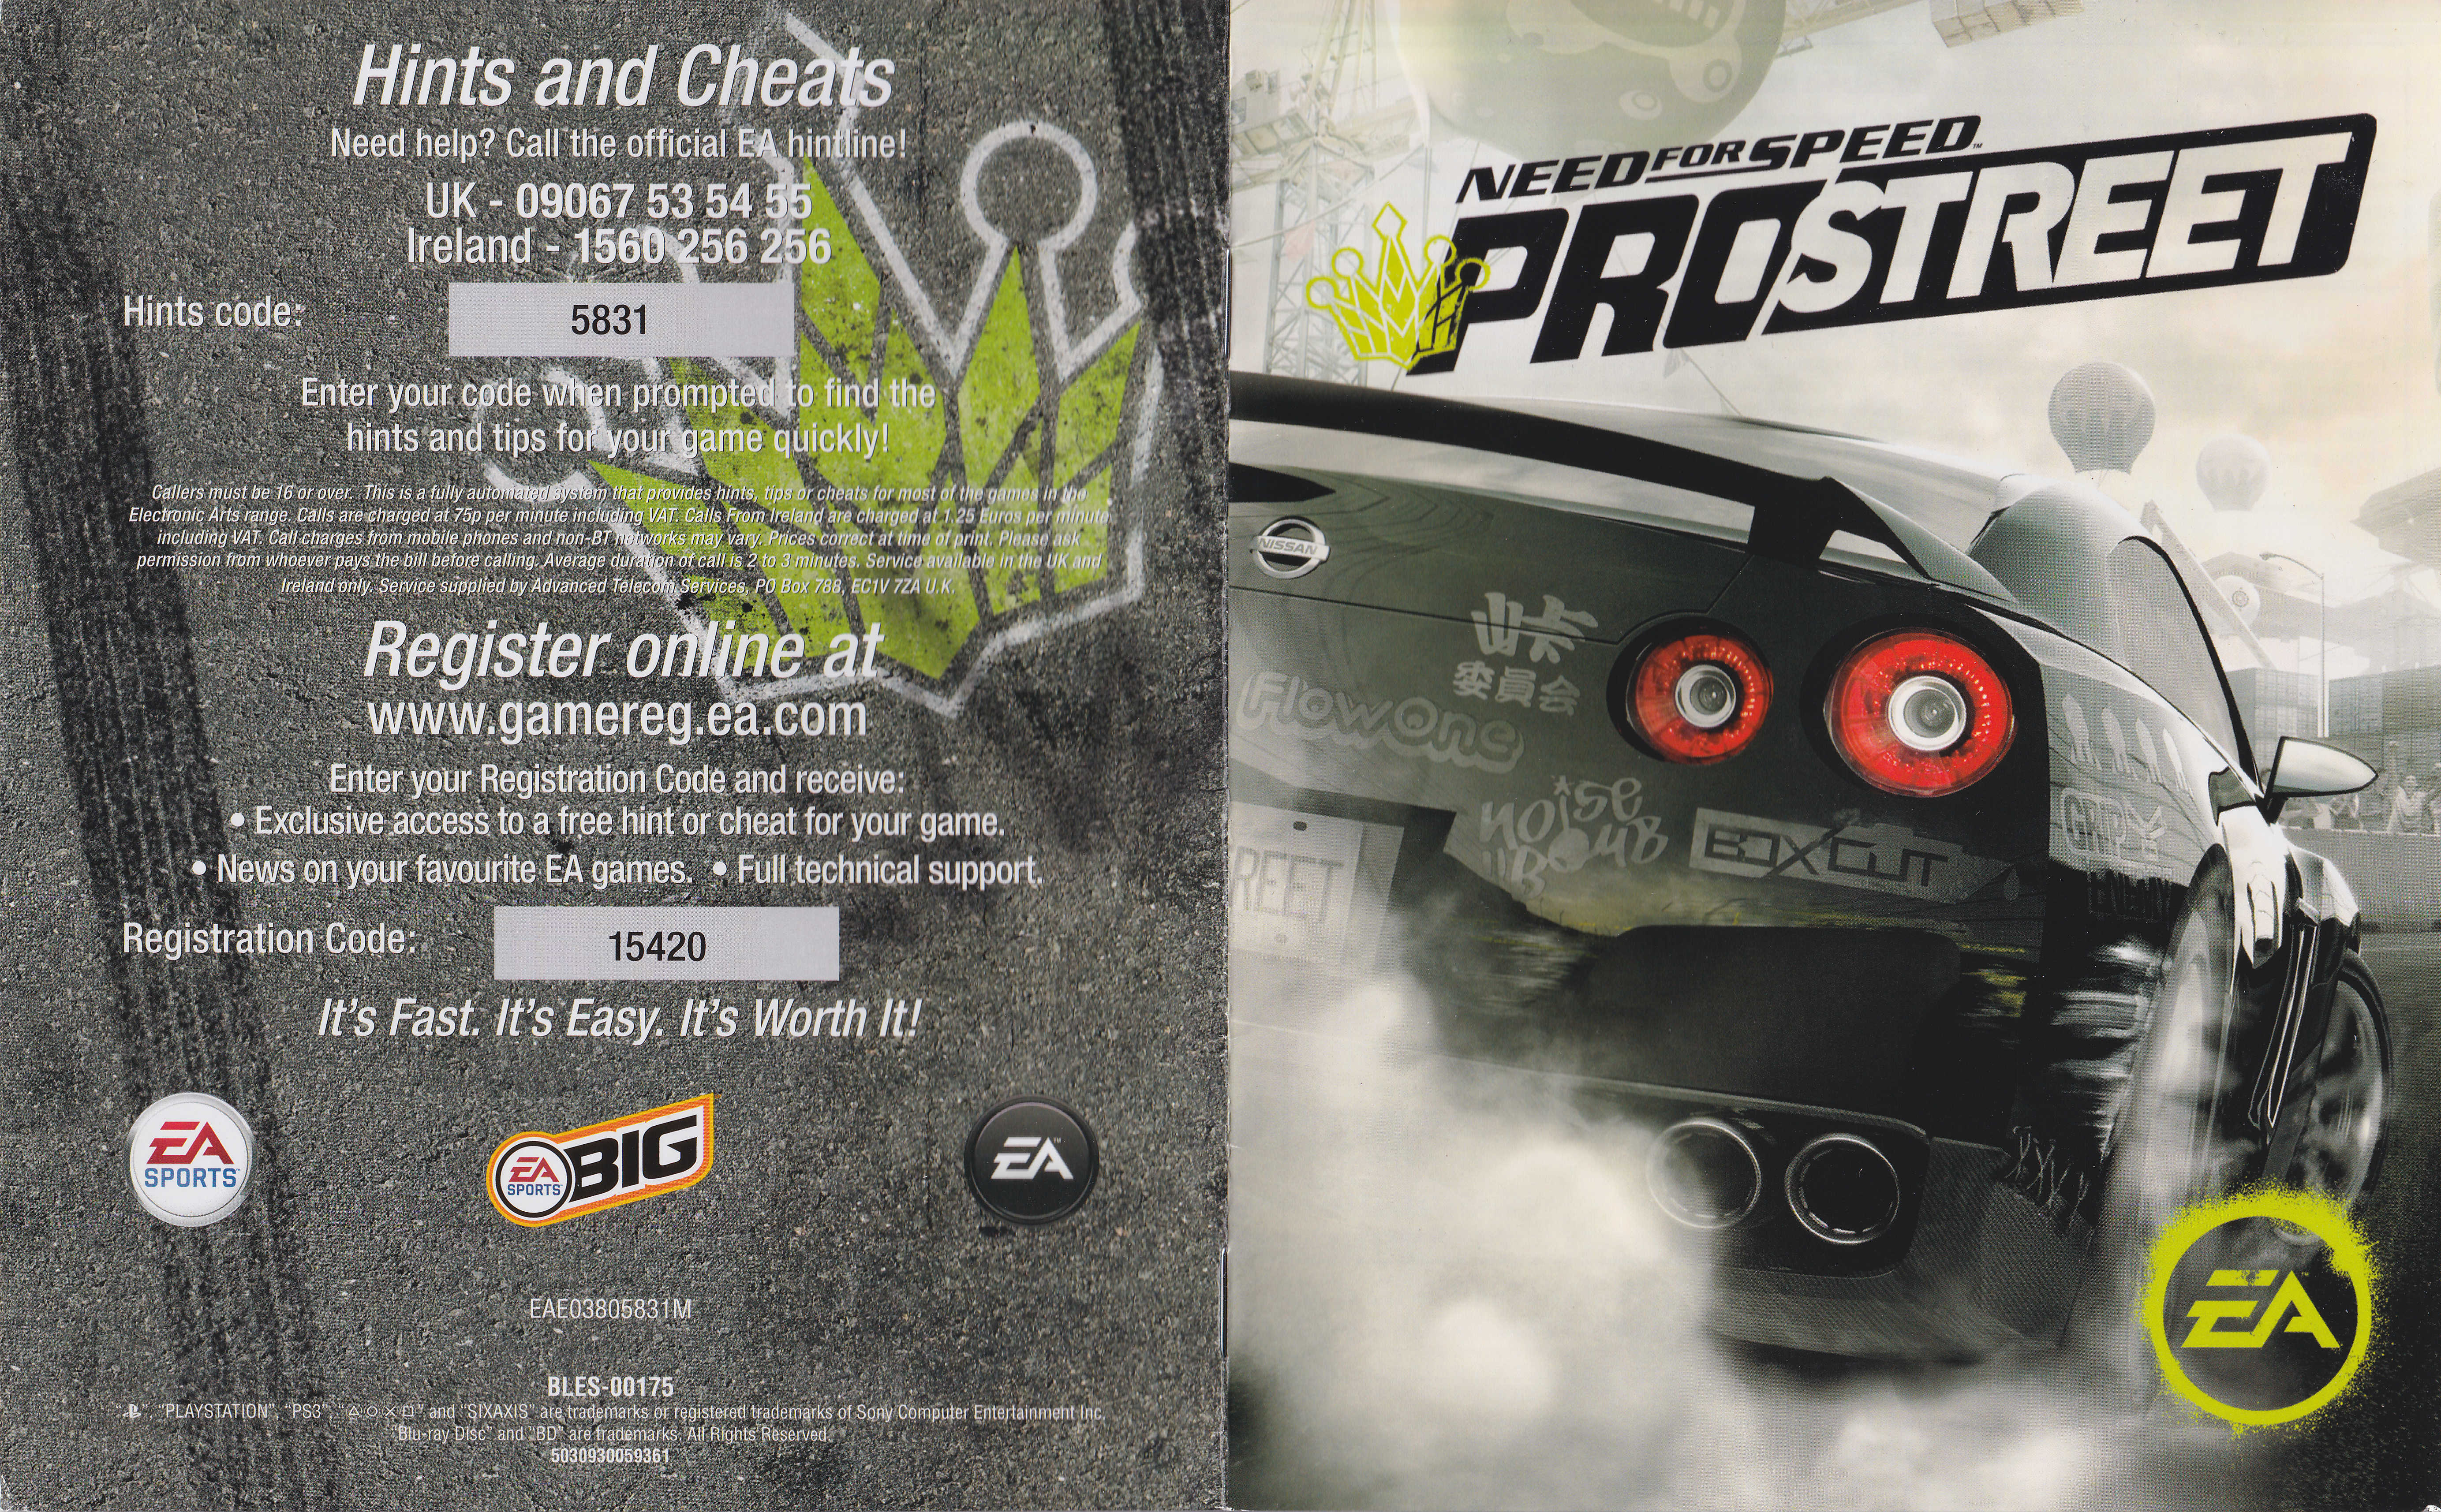 Hints and Cheats
Need help? Call the official EA hintline!
UK - 09067 53 54 55
Ireland - 1560 256 256
Hints code:
5831
Enter your code when prompted to find the
hints and tips for your game quickly!
Callers must be 16 or over. This is a fully automated system that provides hints, tips or cheats for most of the games in the
Electronic Arts range. Calls are charged at 75p per minute including VAT. Calls From Ireland are charged at 1.25 Euros per minute
including VAT. Call charges from mobile phones and non-BT networks may vary. Prices correct at time of print. Please ask
permission from whoever pays the bill before calling. Average duration of call is 2 to 3 minutes. Service available in the UK and
Ireland only. Service supplied by Advanced Telecom Services, PO Box 788, EC1V 7ZA U.K.
Register online at
www.gamereg.ea.com
Enter your Registration Code and receive:
• Exclusive access to a free hint or cheat for your game.
• News on your favourite EA games. • Full technical support.
Registration Code:
15420
It's Fast. It's Easy. It's Worth It!
EA SPORTS™
EA SPORTS BIG
EA™
EAE03805831M
BLES-00175
"PS", "PLAYSTATION", "PS3", "△○✕□" and "SIXAXIS" are trademarks or registered trademarks of Sony Computer Entertainment Inc.
"Blu-ray Disc" and "BD" are trademarks. All Rights Reserved.
5030930059361
NEED FOR SPEED™
PROSTREET
NISSAN
峠
委員会
FlowOne
NOISE
BOMB
BOXCUT
GRIP
ENEMY
REET
EA™